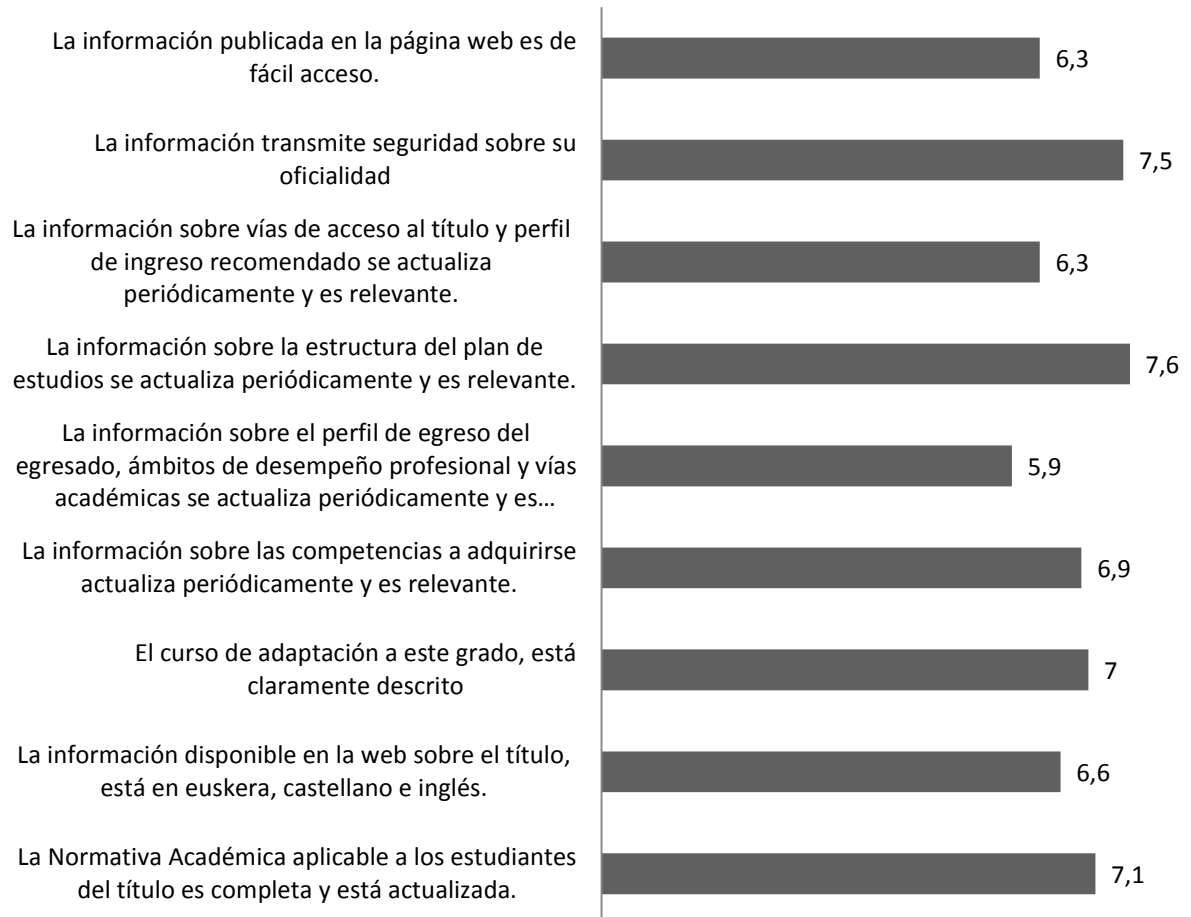 La información publicada en la página web es de
fácil acceso.
6,3
La información transmite seguridad sobre su
oficialidad
7,5
La información sobre vías de acceso al título y perfil
de ingreso recomendado se actualiza
periódicamente y es relevante.
6,3
La información sobre la estructura del plan de
estudios se actualiza periódicamente y es relevante.
7,6
La información sobre el perfil de egreso del
egresado, ámbitos de desempeño profesional y vías
académicas se actualiza periódicamente y es…
5,9
La información sobre las competencias a adquirirse
actualiza periódicamente y es relevante.
6,9
El curso de adaptación a este grado, está
claramente descrito
7
La información disponible en la web sobre el título,
está en euskera, castellano e inglés.
6,6
La Normativa Académica aplicable a los estudiantes
del título es completa y está actualizada.
7,1